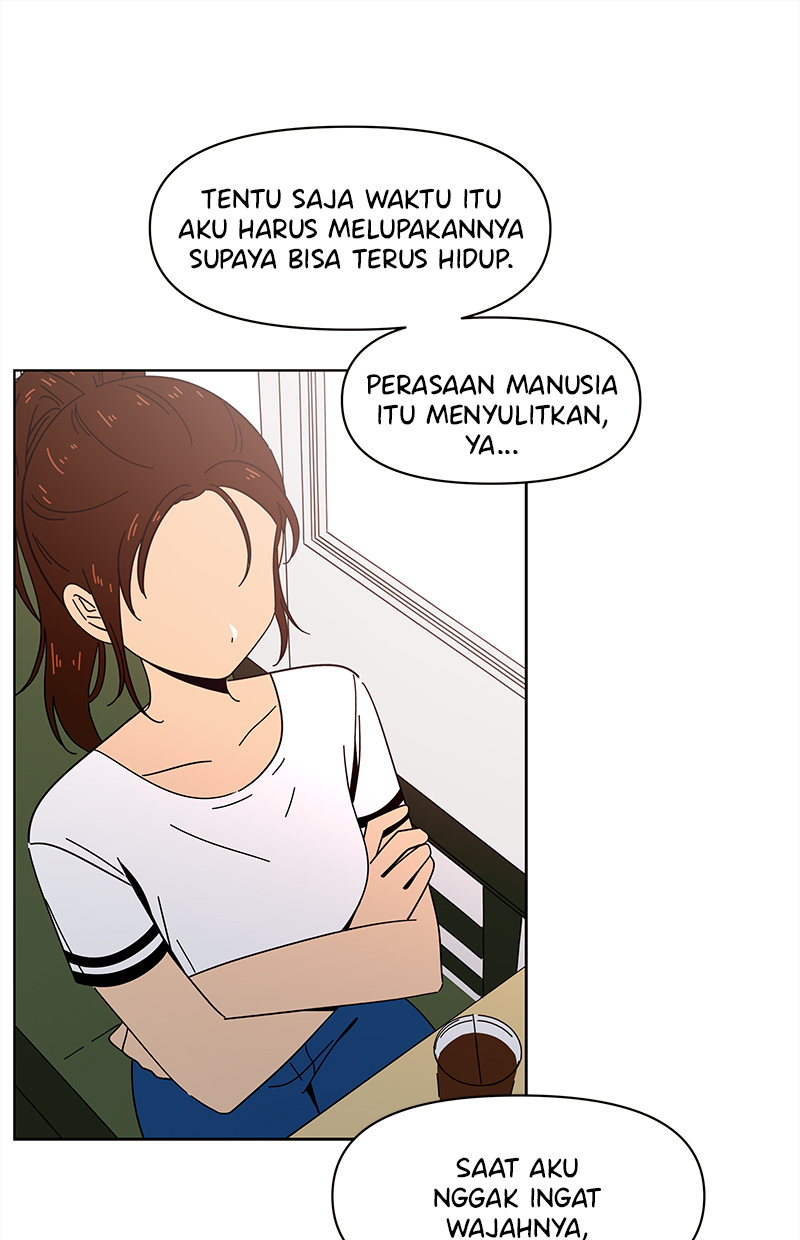 TENTU SAJA WAKTU ITU
AKU HARUS MELUPAKANNYA
SUPAYA BISA TERUS HIDUP.
PERASAAN MANUSIA
ITU MENYULITKAN,
YA...
SAAT AKU
NGGAK INGAT
WAJAHNYA,